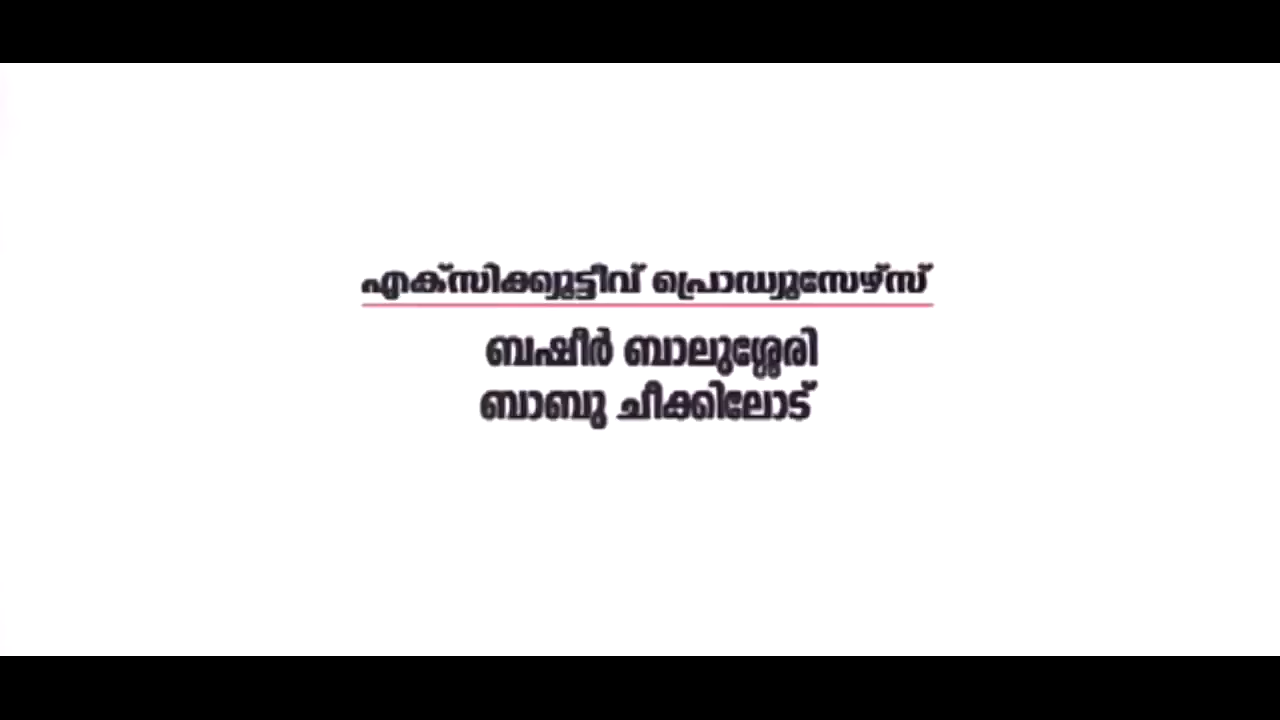 എക്സിക്ക്യൂട്ടീവ് പ്രൊഡ്യുസേഴ്സ്
ബഷീർ ബാലുശ്ശേരി
ബാബു ചീക്കിലോട്